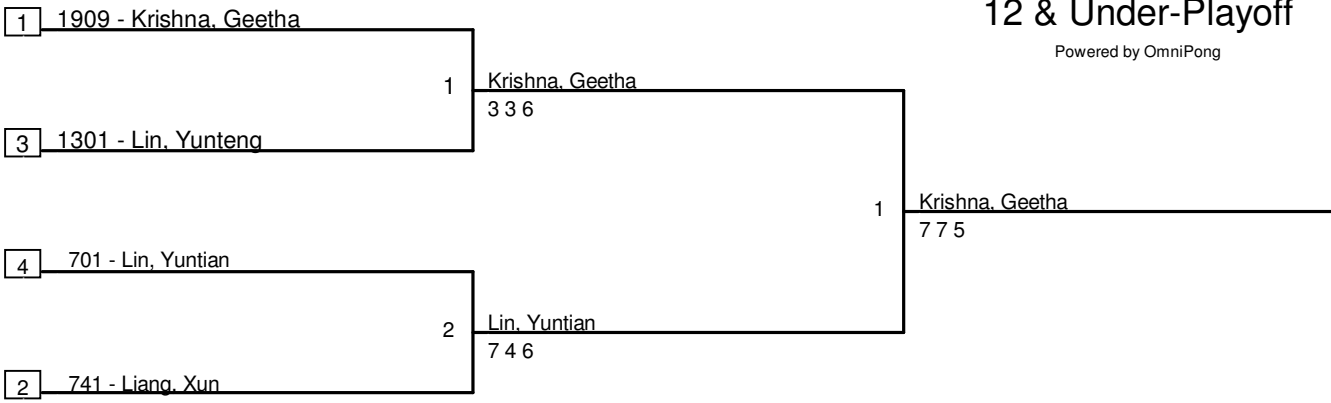 12 & Under-Playoff
Powered by OmniPong
1 1909 - Krishna, Geetha
1 Krishna, Geetha
3 3 6
3 1301 - Lin, Yunteng
1 Krishna, Geetha
7 7 5
4 701 - Lin, Yuntian
2 Lin, Yuntian
7 4 6
2 741 - Liang, Xun